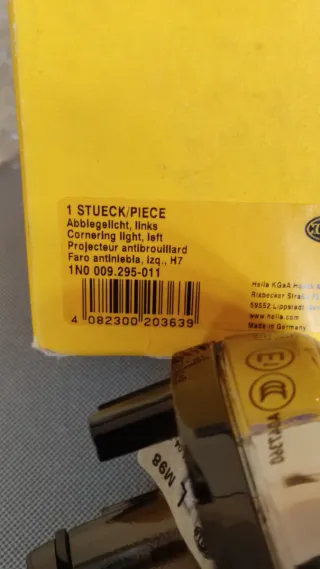 1 STUECK/PIECE
Abbiegelicht, links
Cornering light, left
Projecteur antibrouillard
Faro antiniebla, izq., H7
1N0 009.295-011
4 082300 203639
Hella KGaA
Rixbecker Straße
59552 Lippstadt
www.hella.com
Made in Germany
M98
L